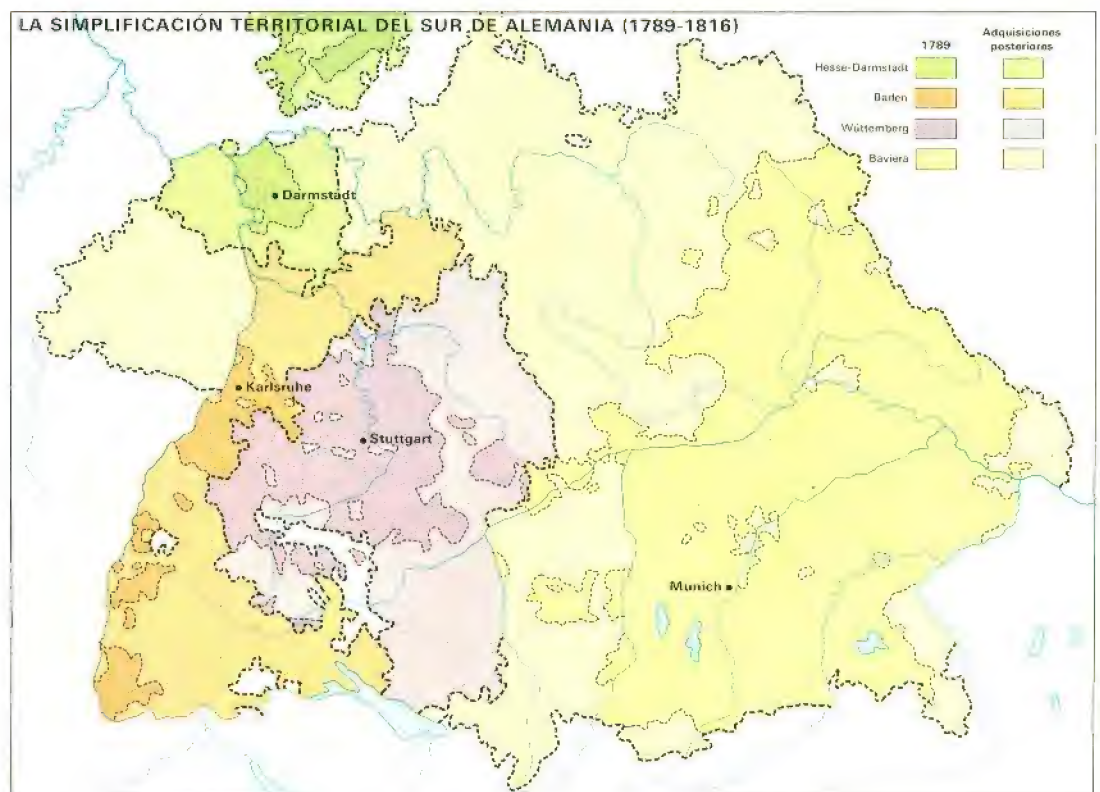 LA SIMPLIFICACIÓN TERRITORIAL DEL SUR DE ALEMANIA (1789-1816)
1789
Adquisiciones
posteriores
Hesse-Darmstadt
Baden
Wüttemberg
Baviera
Darmstadt
Karlsruhe
Stuttgart
Munich